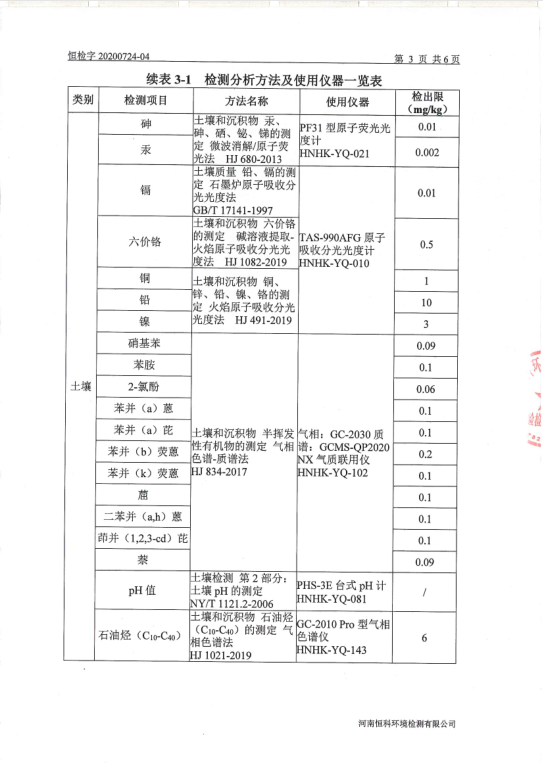 恒检字 20200724-04
第 3 页 共 6 页
续表 3-1 检测分析方法及使用仪器一览表
类别 检测项目 方法名称 使用仪器 检出限
（mg/kg）
土壤
砷
土壤和沉积物 汞、
砷、硒、铋、锑的测
定 微波消解/原子荧
光法 HJ 680-2013
PF31 型原子荧光光
度计
HNHK-YQ-021
0.01
汞
0.002
镉
土壤质量 铅、镉的测
定 石墨炉原子吸收分
光光度法
GB/T 17141-1997
TAS-990AFG 原子
吸收分光光度计
HNHK-YQ-010
0.01
六价铬
土壤和沉积物 六价铬
的测定 碱溶液提取-
火焰原子吸收分光光
度法 HJ 1082-2019
0.5
铜
土壤和沉积物 铜、
锌、铅、镍、铬的测
定 火焰原子吸收分光
光度法 HJ 491-2019
1
铅
10
镍
3
硝基苯
土壤和沉积物 半挥发
性有机物的测定 气相
色谱-质谱法
HJ 834-2017
气相：GC-2030 质
谱：GCMS-QP2020
NX 气质联用仪
HNHK-YQ-102
0.09
苯胺
0.1
2-氯酚
0.06
苯并（a）蒽
0.1
苯并（a）芘
0.1
苯并（b）荧蒽
0.2
苯并（k）荧蒽
0.1
䓛
0.1
二苯并（a,h）蒽
0.1
茚并（1,2,3-cd）芘
0.1
萘
0.09
pH 值
土壤检测 第 2 部分：
土壤 pH 的测定
NY/T 1121.2-2006
PHS-3E 台式 pH 计
HNHK-YQ-081
/
石油烃（C10-C40）
土壤和沉积物 石油烃
（C10-C40）的测定 气
相色谱法
HJ 1021-2019
GC-2010 Pro 型气相
色谱仪
HNHK-YQ-143
6
河南恒科环境检测有限公司